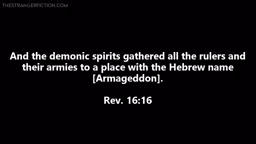 THESTRANGERFICTION.COM
And the demonic spirits gathered all the rulers and
their armies to a place with the Hebrew name
[Armageddon].
Rev. 16:16